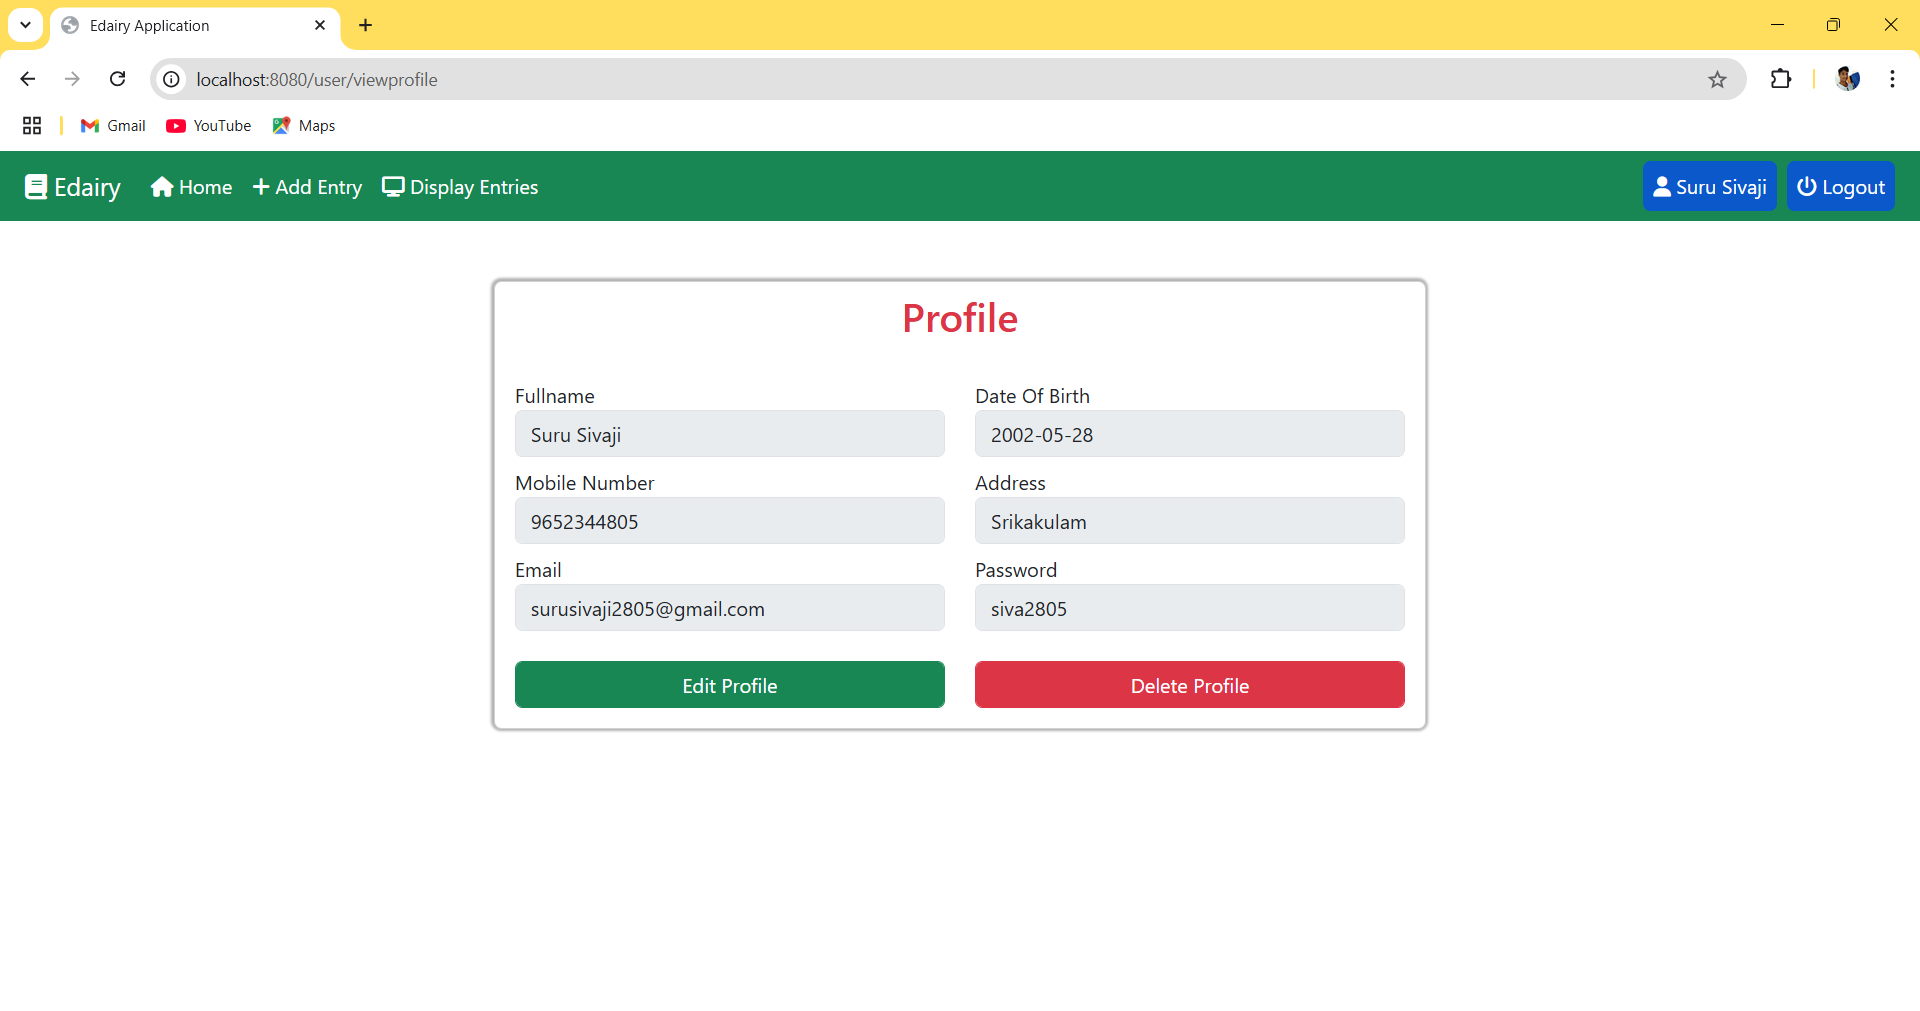 Edairy Application
localhost:8080/user/viewprofile
Gmail YouTube Maps
Edairy Home Add Entry Display Entries Suru Sivaji Logout
Profile
Fullname Date Of Birth
Suru Sivaji 2002-05-28
Mobile Number Address
9652344805 Srikakulam
Email Password
surusivaji2805@gmail.com siva2805
Edit Profile Delete Profile